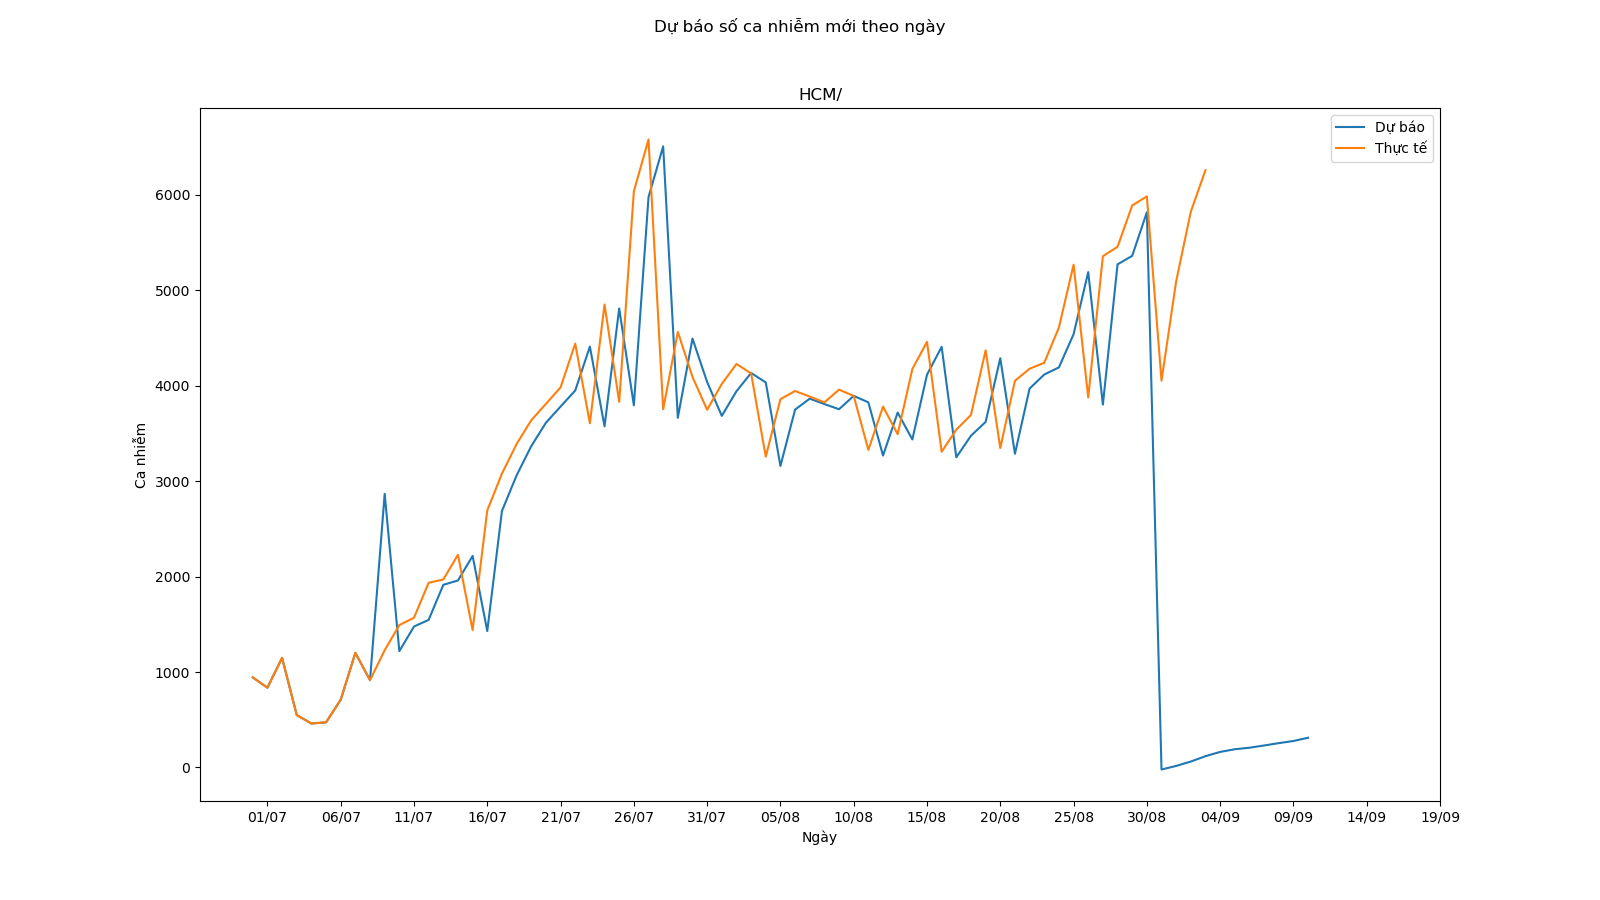 Dự báo số ca nhiễm mới theo ngày
HCM/
Dự báo
Thực tế
6000
5000
4000
3000
2000
1000
0
Ca nhiễm
01/07 06/07 11/07 16/07 21/07 26/07 31/07 05/08 10/08 15/08 20/08 25/08 30/08 04/09 09/09 14/09 19/09
Ngày